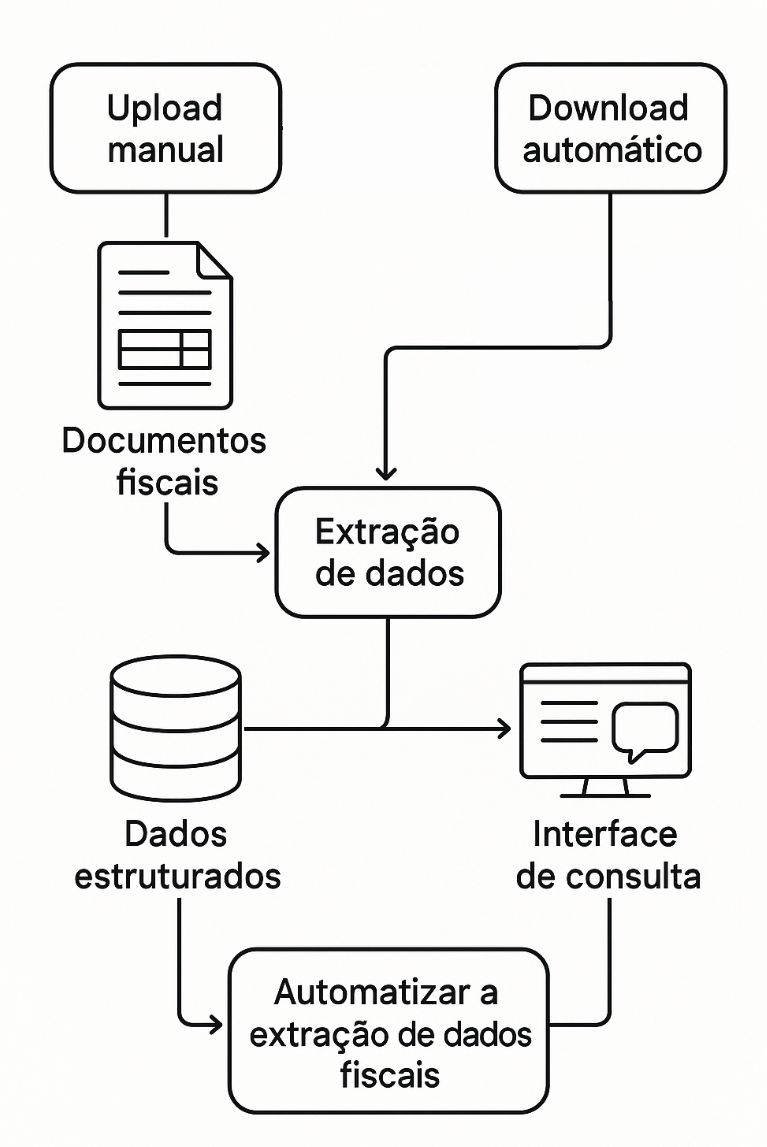 Upload
manual
Download
automático
Documentos
fiscais
Extração
de dados
Dados
estruturados
Interface
de consulta
Automatizar a
extração de dados
fiscais